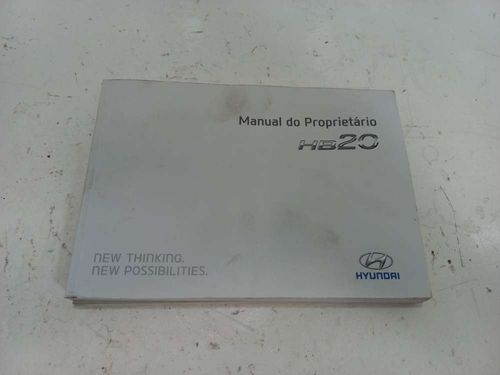 Manual do Proprietário
HB20
NEW THINKING.
NEW POSSIBILITIES.
HYUNDAI